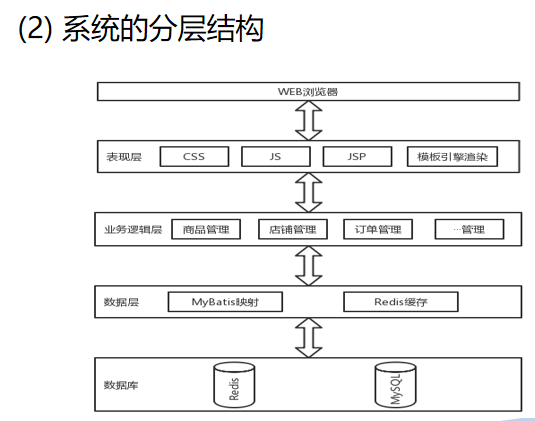 (2) 系统的分层结构
WEB浏览器
表现层 CSS JS JSP 模板引擎渲染
业务逻辑层 商品管理 店铺管理 订单管理 ···管理
数据层 MyBatis映射 Redis缓存
数据库 Redis MySQL